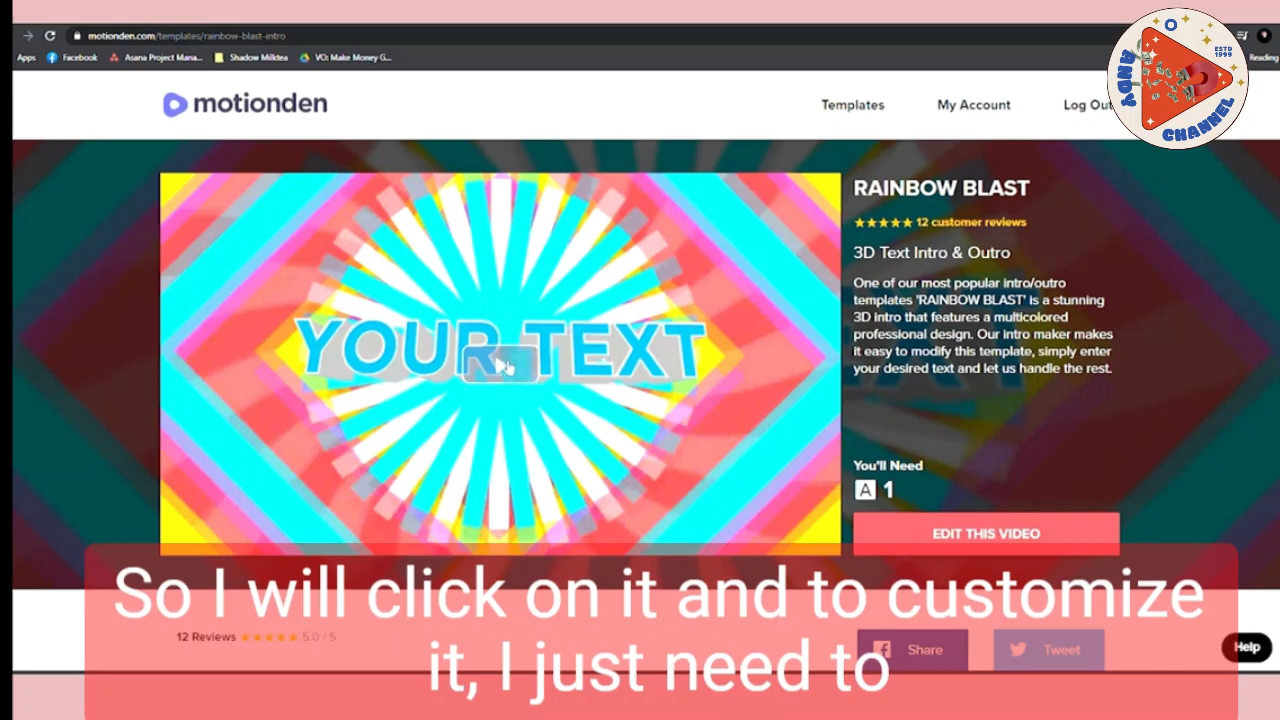 motionden.com/templates/rainbow-blast-intro
Apps Facebook Asana Project Mana... Shadow Milktea VO: Make Money G... Reading
motionden Templates My Account Log Out
ANDY CHANNEL ESTD 1999
RAINBOW BLAST
12 customer reviews
3D Text Intro & Outro
One of our most popular intro/outro
templates 'RAINBOW BLAST' is a stunning
3D intro that features a multicolored
professional design. Our intro maker makes
it easy to modify this template, simply enter
your desired text and let us handle the rest.
YOUR TEXT
You'll Need
A 1
EDIT THIS VIDEO
So I will click on it and to customize
it, I just need to
12 Reviews 5.0 / 5
Share Tweet
Help